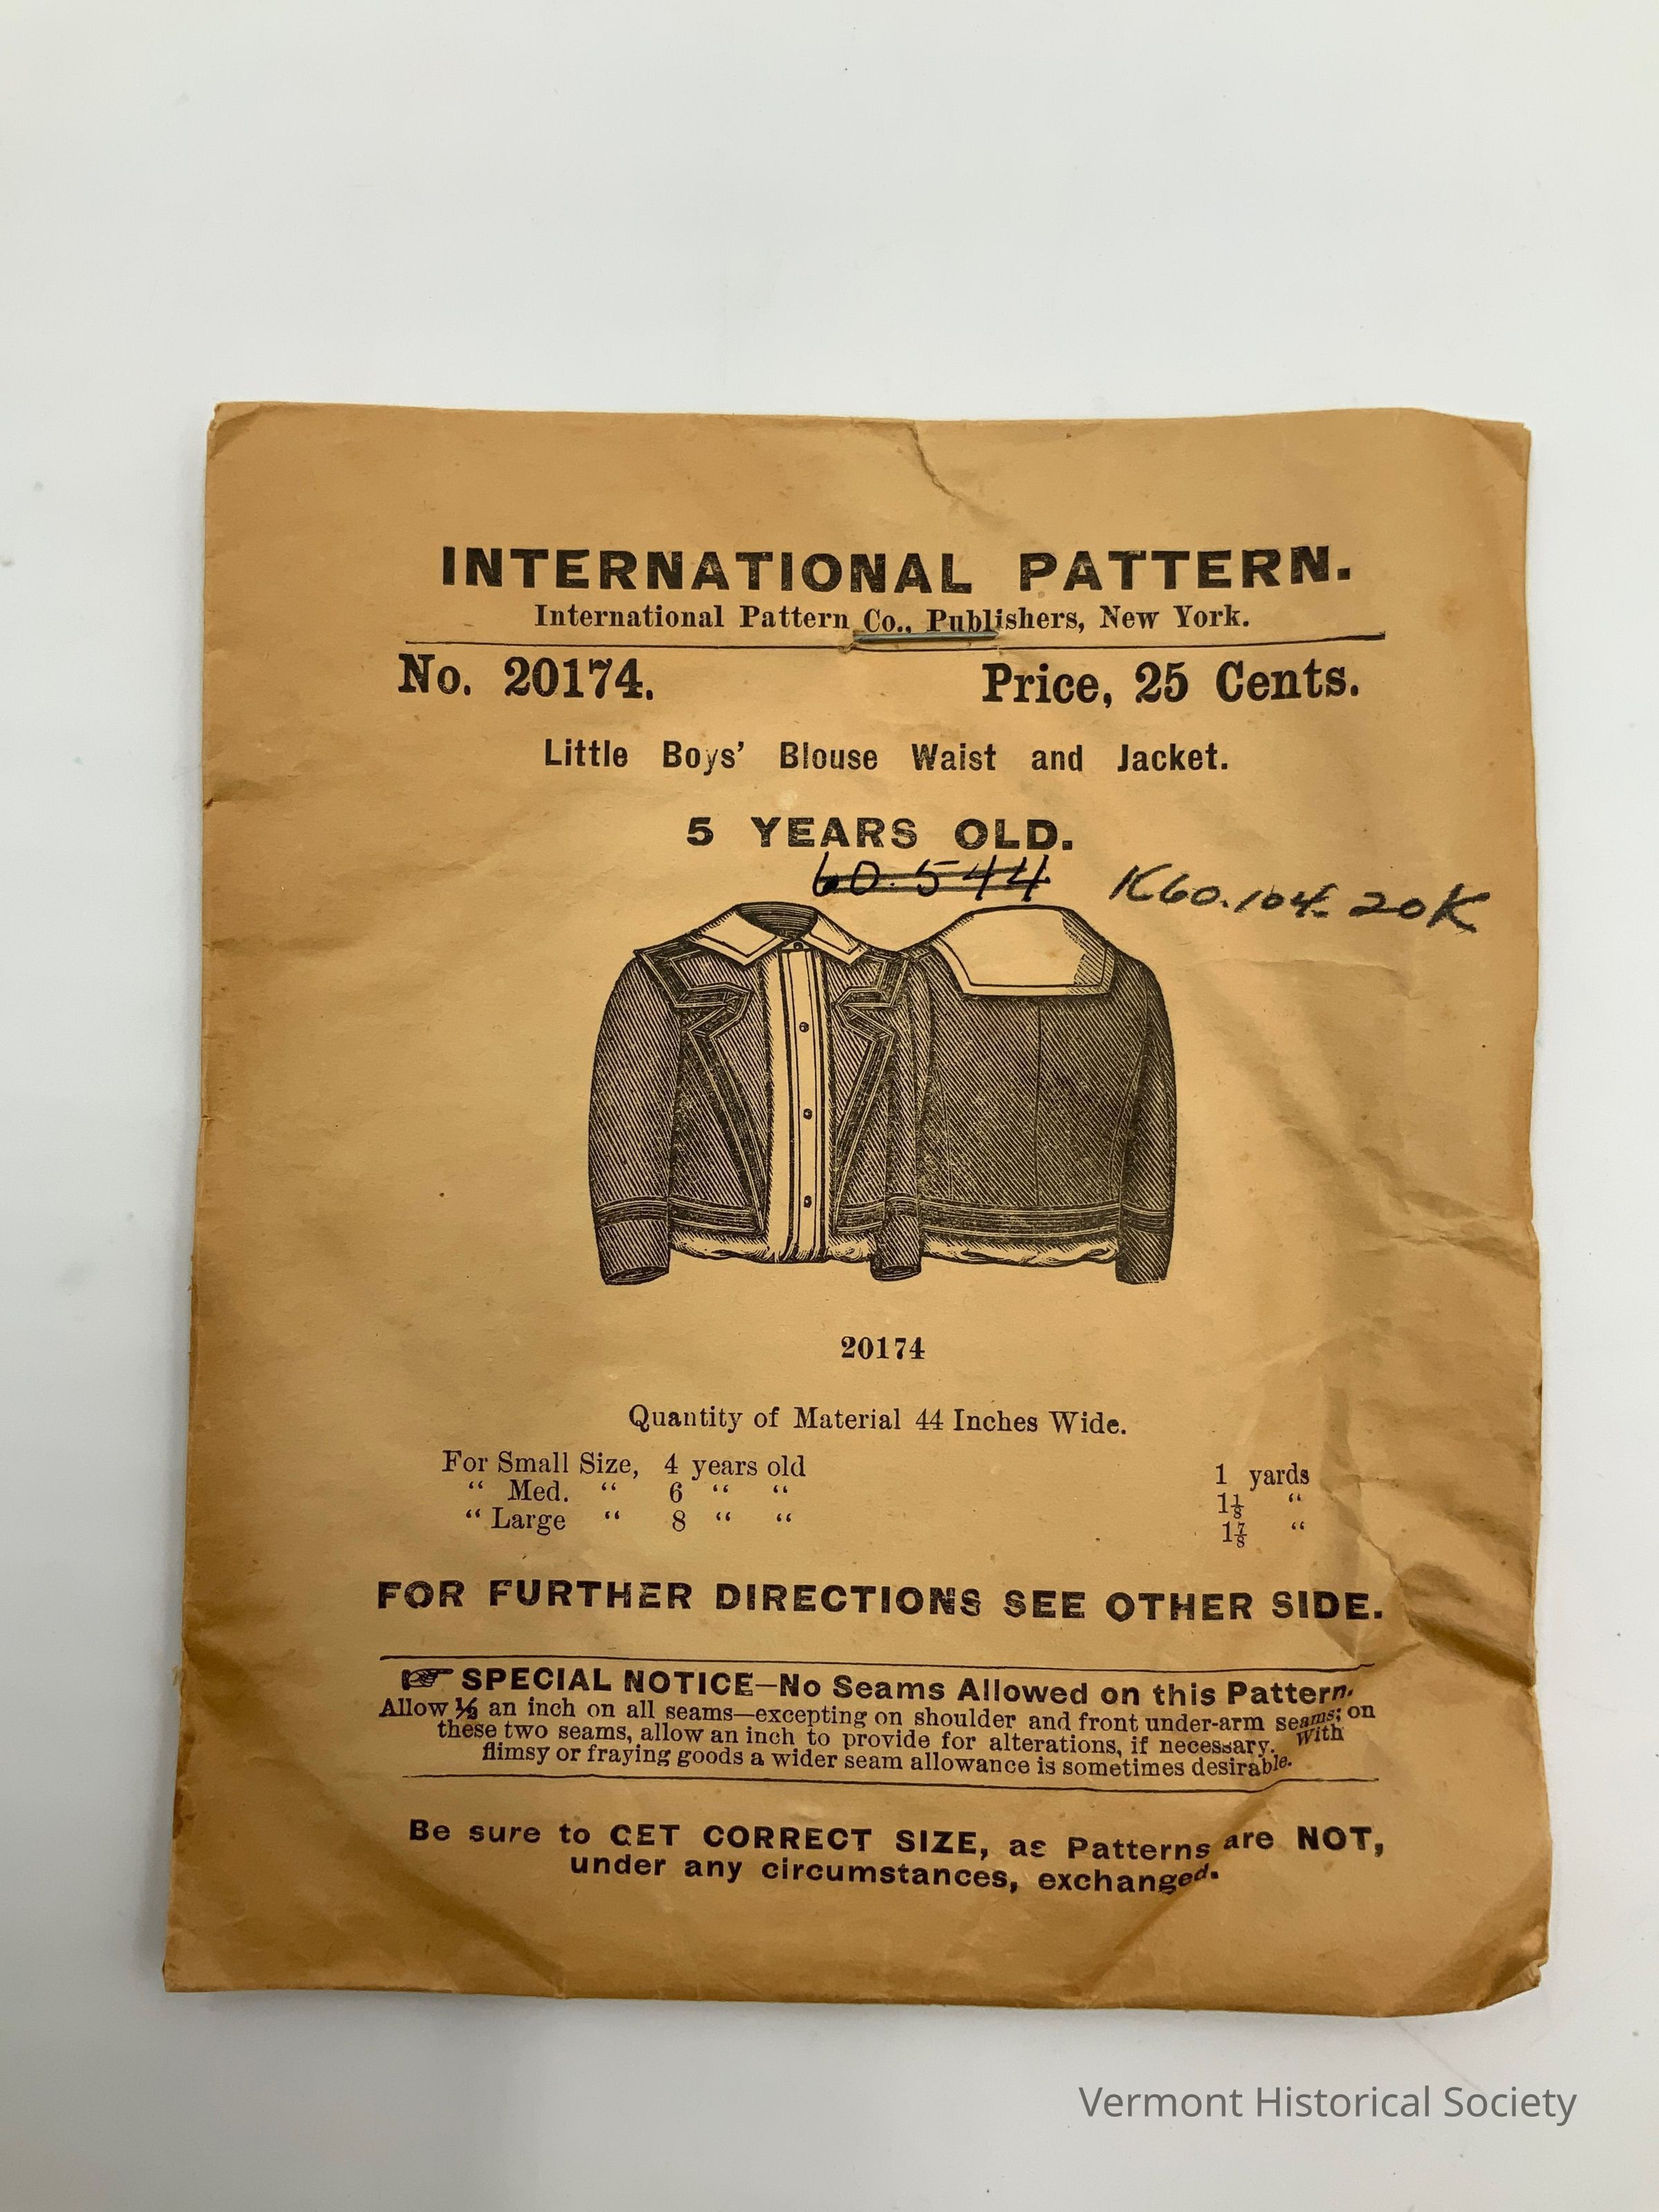 INTERNATIONAL PATTERN.
International Pattern Co., Publishers, New York.
No. 20174. Price, 25 Cents.
Little Boys' Blouse Waist and Jacket.
5 YEARS OLD.
60.544 K60.104.20K
20174
Quantity of Material 44 Inches Wide.
For Small Size, 4 years old 1 yards
“ Med. “ 6 “ “ 1⅛ “
“ Large “ 8 “ “ 1⅞ “
FOR FURTHER DIRECTIONS SEE OTHER SIDE.
☞ SPECIAL NOTICE—No Seams Allowed on this Pattern.
Allow ½ an inch on all seams—excepting on shoulder and front under-arm seams; on
these two seams, allow an inch to provide for alterations, if necessary. With
flimsy or fraying goods a wider seam allowance is sometimes desirable.
Be sure to GET CORRECT SIZE, as Patterns are NOT,
under any circumstances, exchanged.
Vermont Historical Society